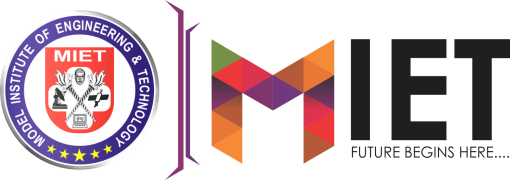 MODEL INSTITUTE OF ENGINEERING & TECHNOLOGY
MIET
MIET
FUTURE BEGINS HERE....